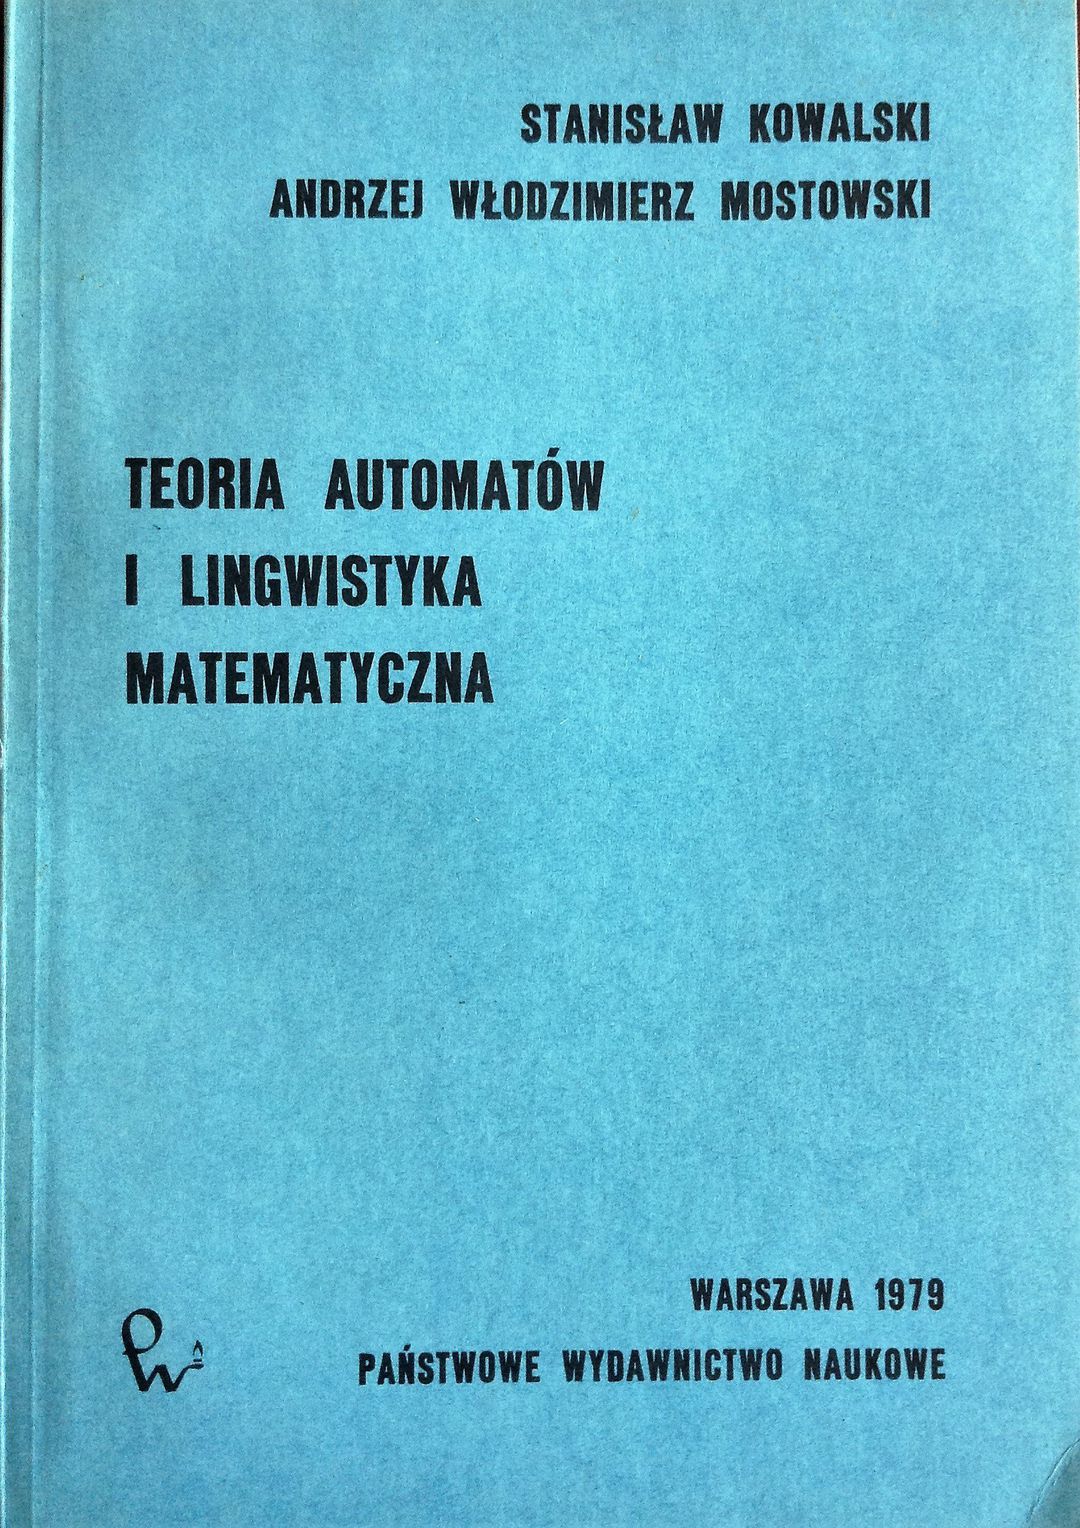 STANISŁAW KOWALSKI
ANDRZEJ WŁODZIMIERZ MOSTOWSKI
TEORIA AUTOMATÓW
I LINGWISTYKA
MATEMATYCZNA
WARSZAWA 1979
PAŃSTWOWE WYDAWNICTWO NAUKOWE